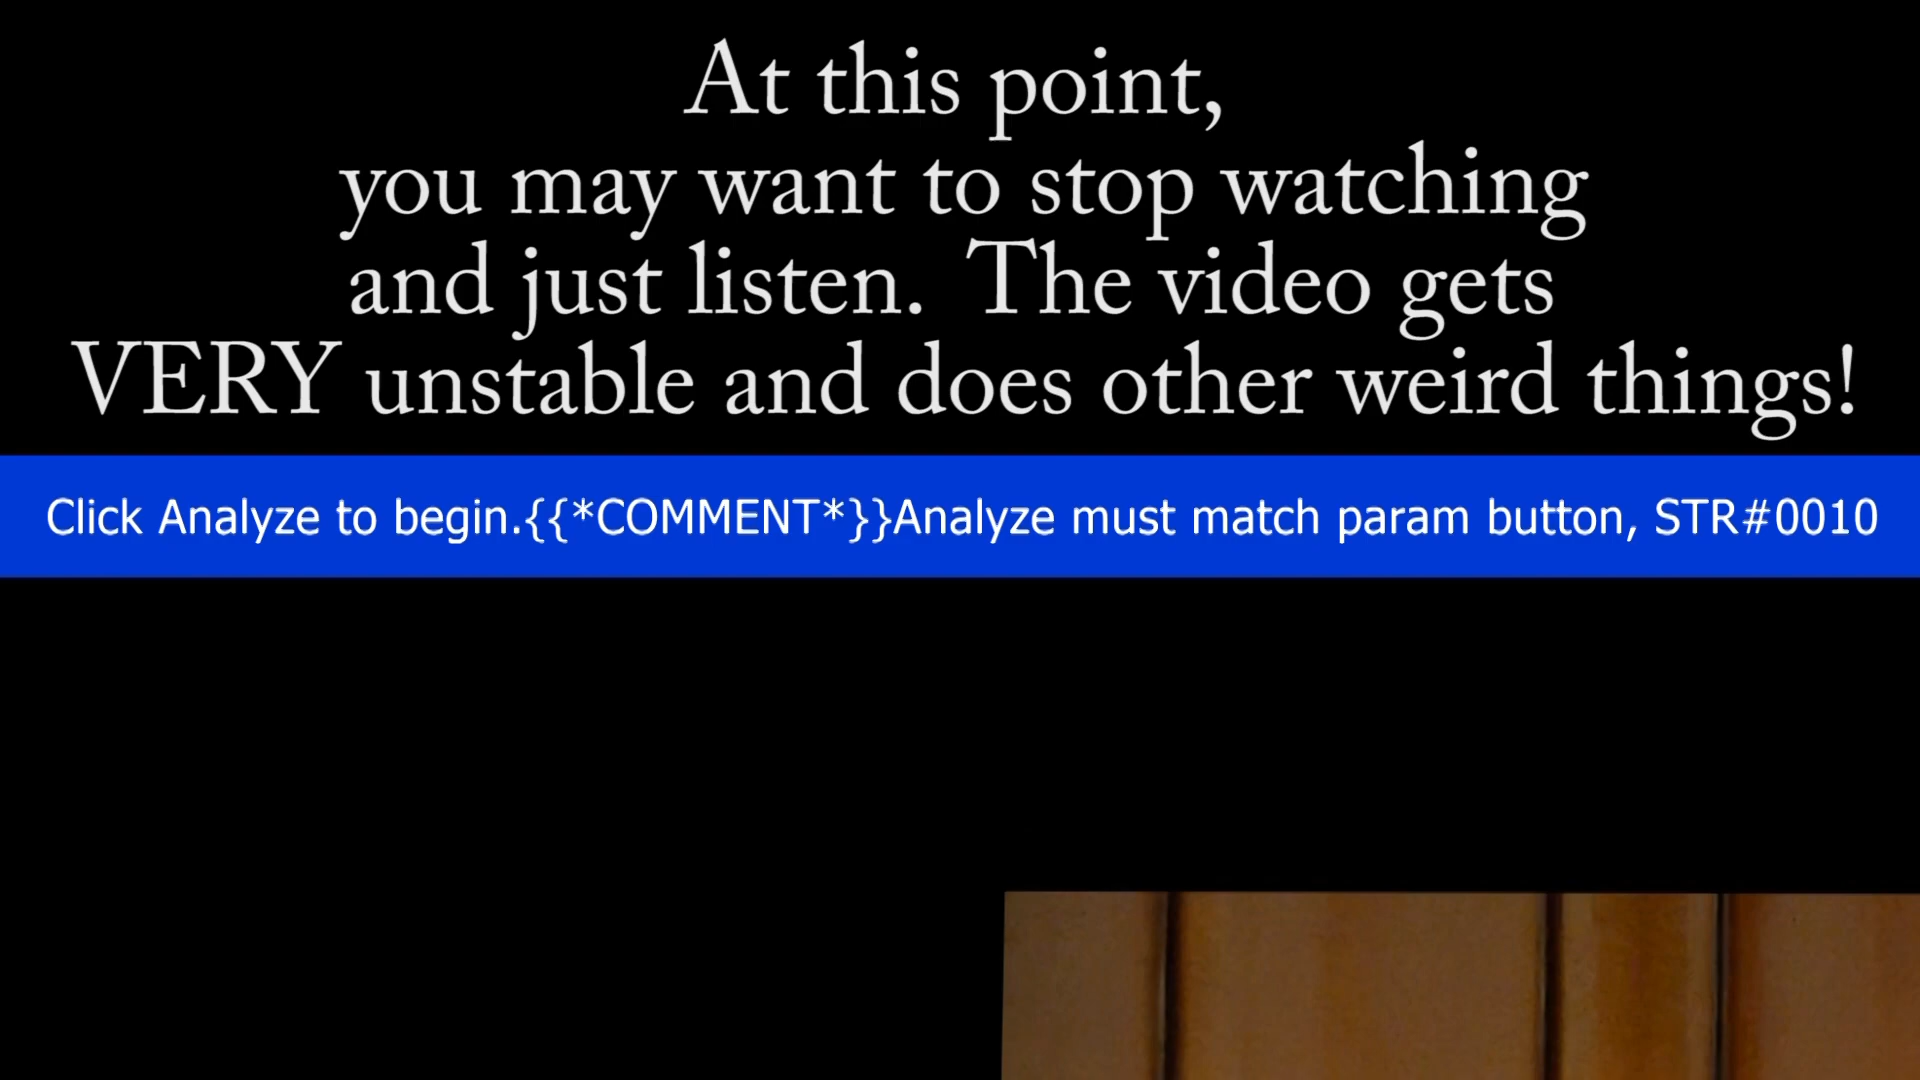 At this point,
you may want to stop watching
and just listen.  The video gets
VERY unstable and does other weird things!
Click Analyze to begin.{{*COMMENT*}}Analyze must match param button, STR#0010